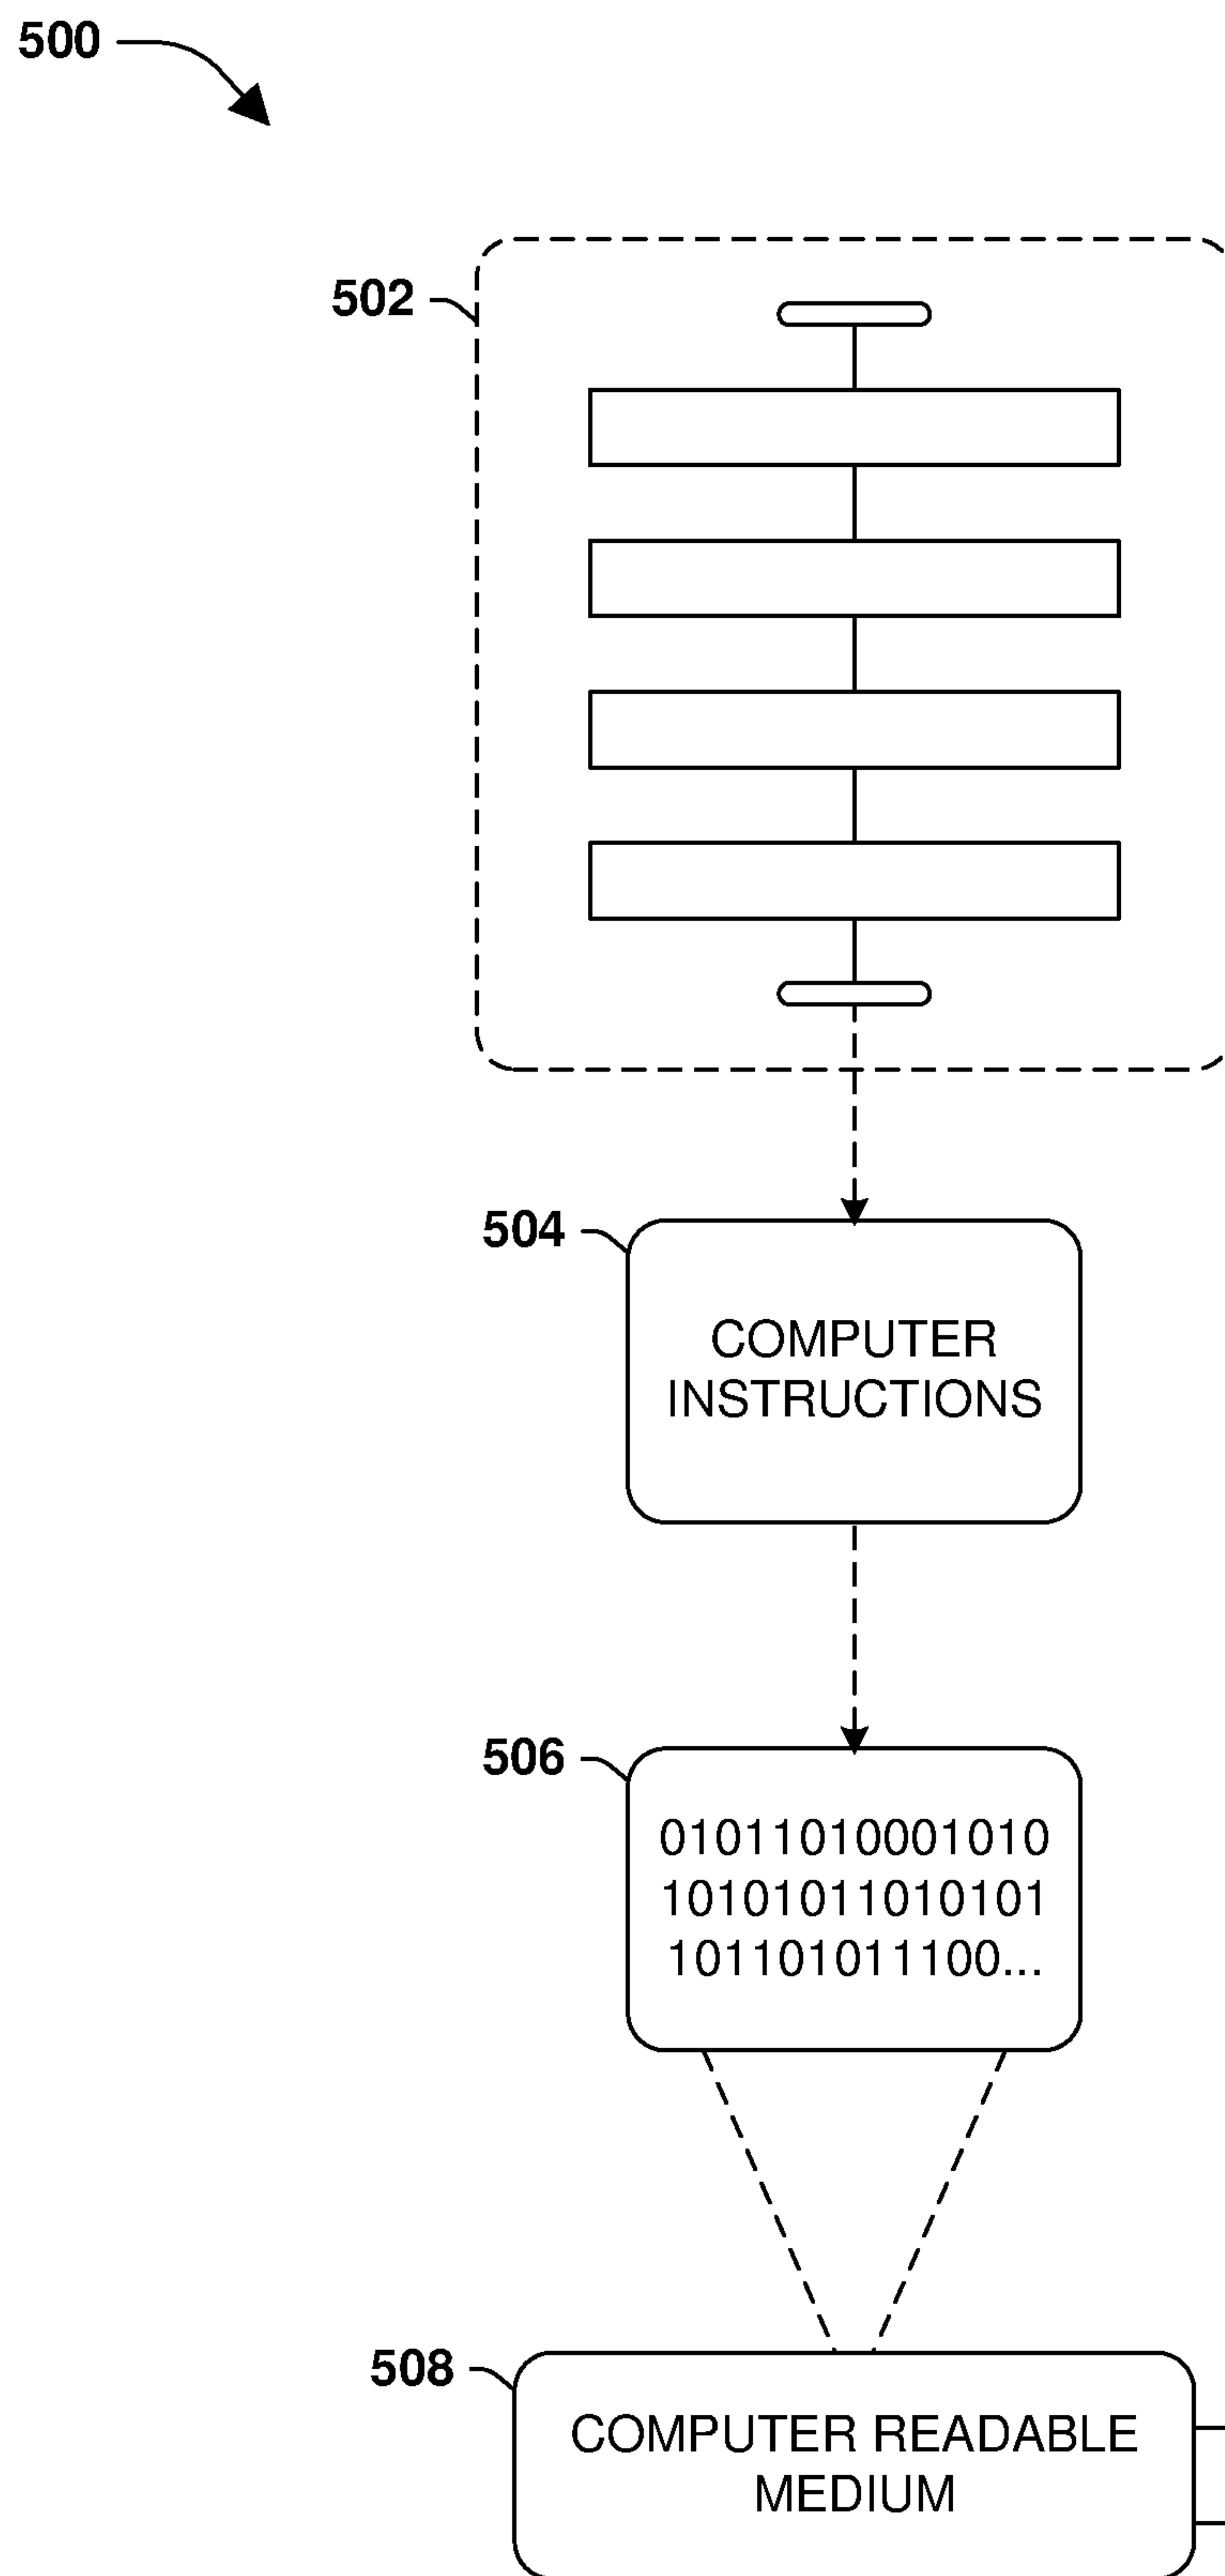 500
502
504
COMPUTER
INSTRUCTIONS
506
01011010001010
10101011010101
101101011100...
508
COMPUTER READABLE
MEDIUM